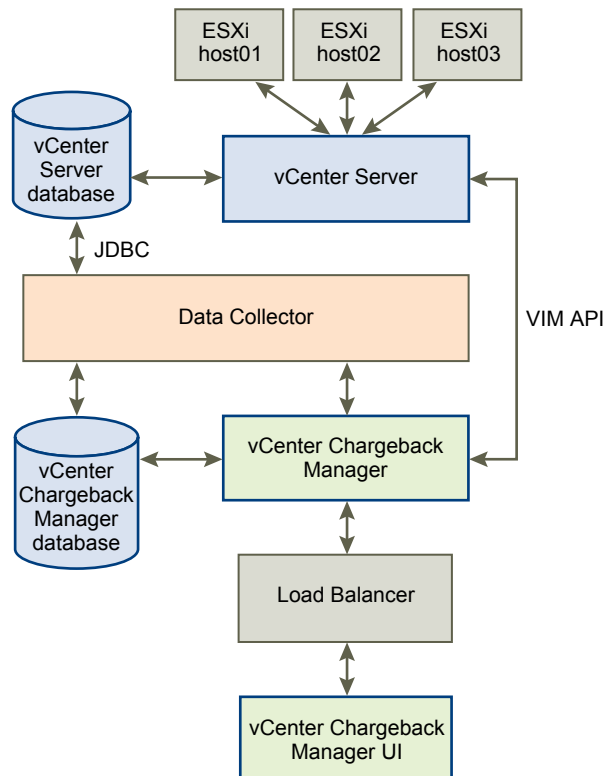 ESXi
host01
ESXi
host02
ESXi
host03
vCenter
Server
database
vCenter Server
JDBC
Data Collector
VIM API
vCenter
Chargeback
Manager
database
vCenter Chargeback
Manager
Load Balancer
vCenter Chargeback
Manager UI